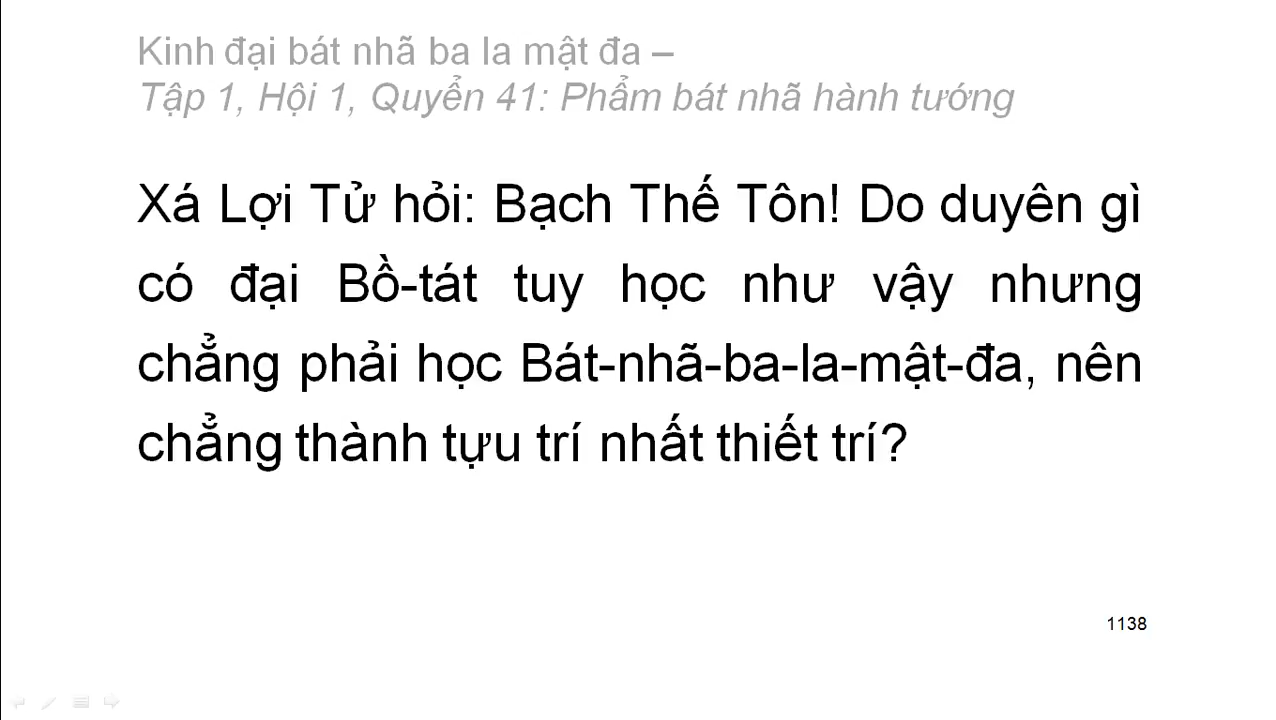 Kinh đại bát nhã ba la mật đa –
Tập 1, Hội 1, Quyển 41: Phẩm bát nhã hành tướng
Xá Lợi Tử hỏi: Bạch Thế Tôn! Do duyên gì
có đại Bồ-tát tuy học như vậy nhưng
chẳng phải học Bát-nhã-ba-la-mật-đa, nên
chẳng thành tựu trí nhất thiết trí?
1138